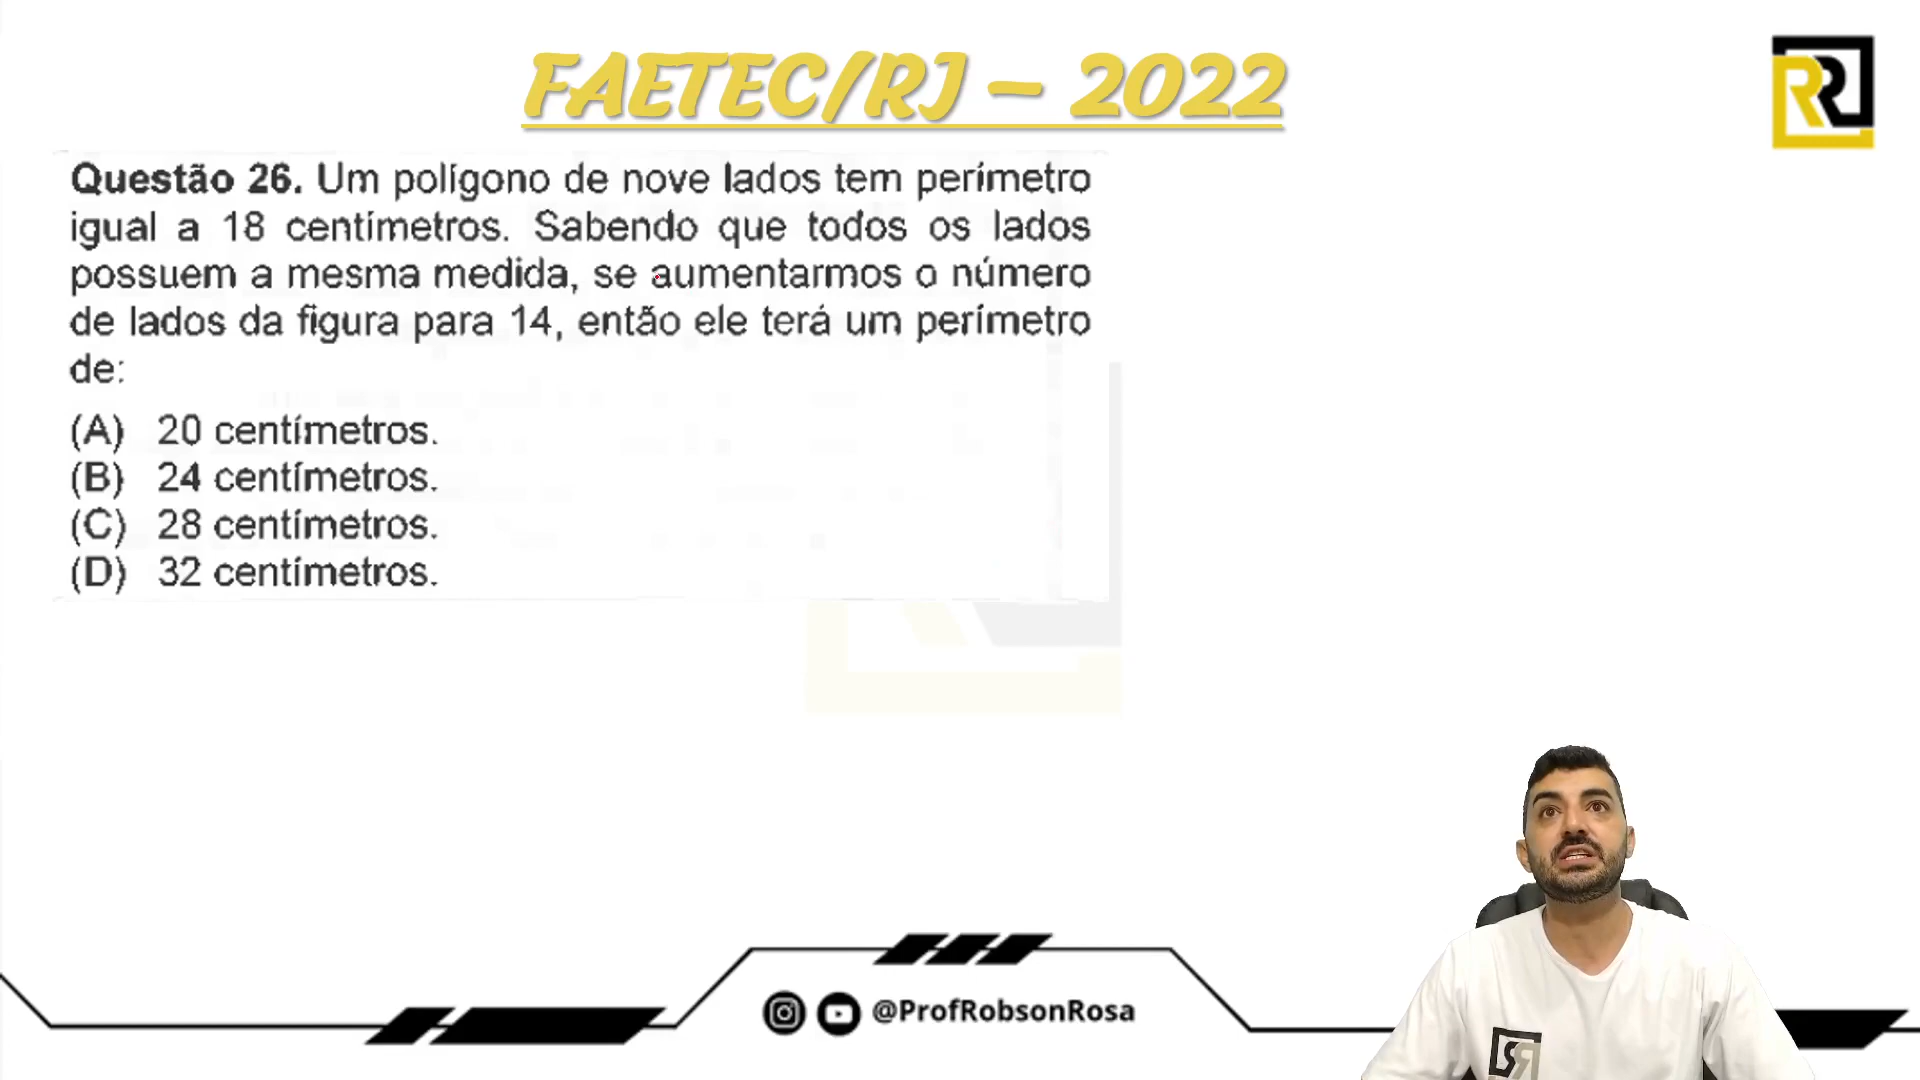 FAETEC/RJ – 2022
Questão 26. Um polígono de nove lados tem perímetro
igual a 18 centímetros. Sabendo que todos os lados
possuem a mesma medida, se aumentarmos o número
de lados da figura para 14, então ele terá um perímetro
de:
(A) 20 centímetros.
(B) 24 centímetros.
(C) 28 centímetros.
(D) 32 centímetros.
@ProfRobsonRosa